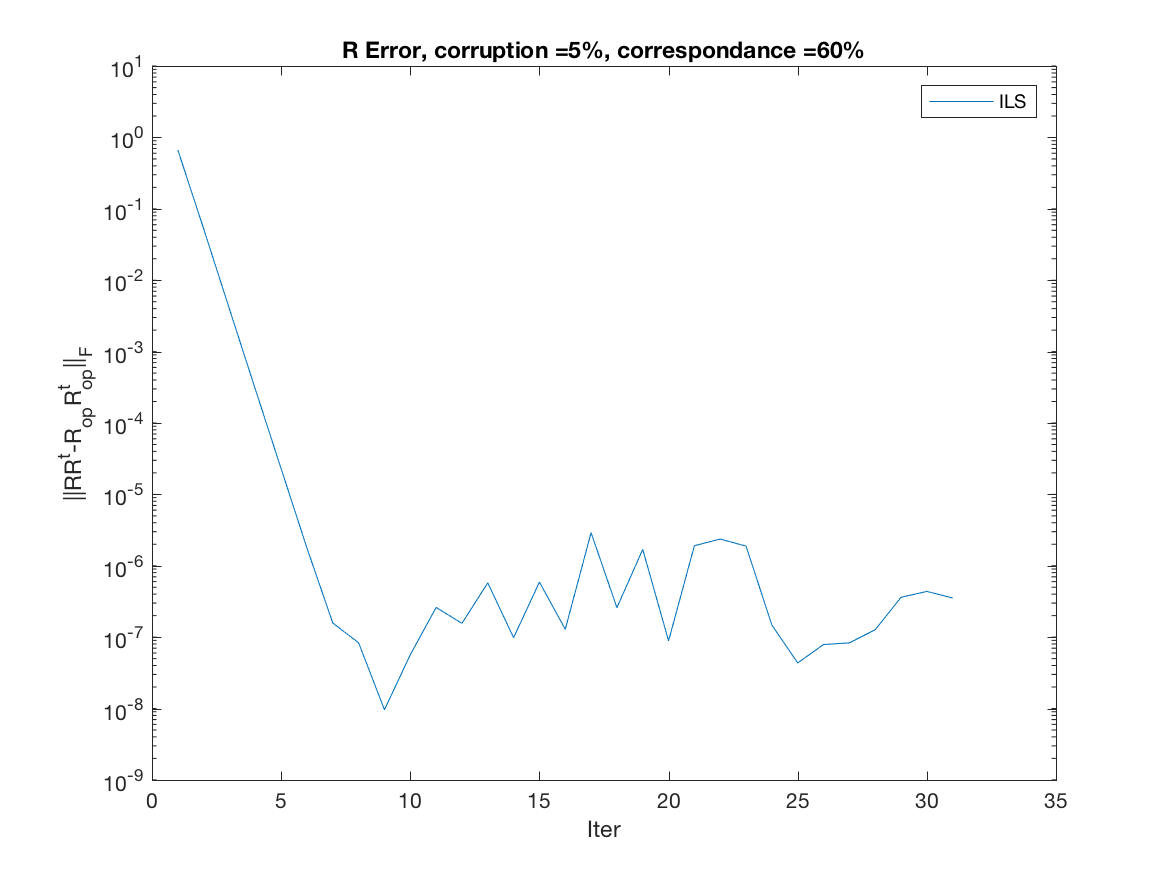 R Error, corruption =5%, correspondance =60%
ILS
10^1
10^0
10^-1
10^-2
10^-3
10^-4
10^-5
10^-6
10^-7
10^-8
10^-9
||RR^t-R_op R_op^t||_F
0 5 10 15 20 25 30 35
Iter